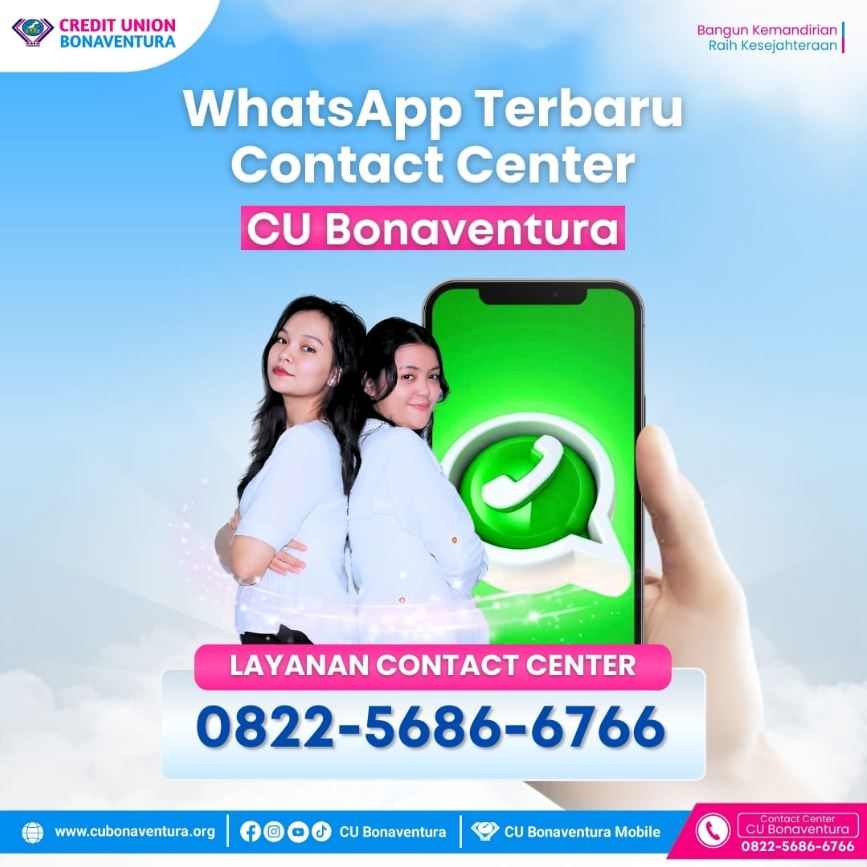 CREDIT UNION
BONAVENTURA
Bangun Kemandirian
Raih Kesejahteraan
WhatsApp Terbaru
Contact Center
CU Bonaventura
LAYANAN CONTACT CENTER
0822-5686-6766
www.cubonaventura.org
CU Bonaventura
CU Bonaventura Mobile
Contact Center
CU Bonaventura
0822-5686-6766